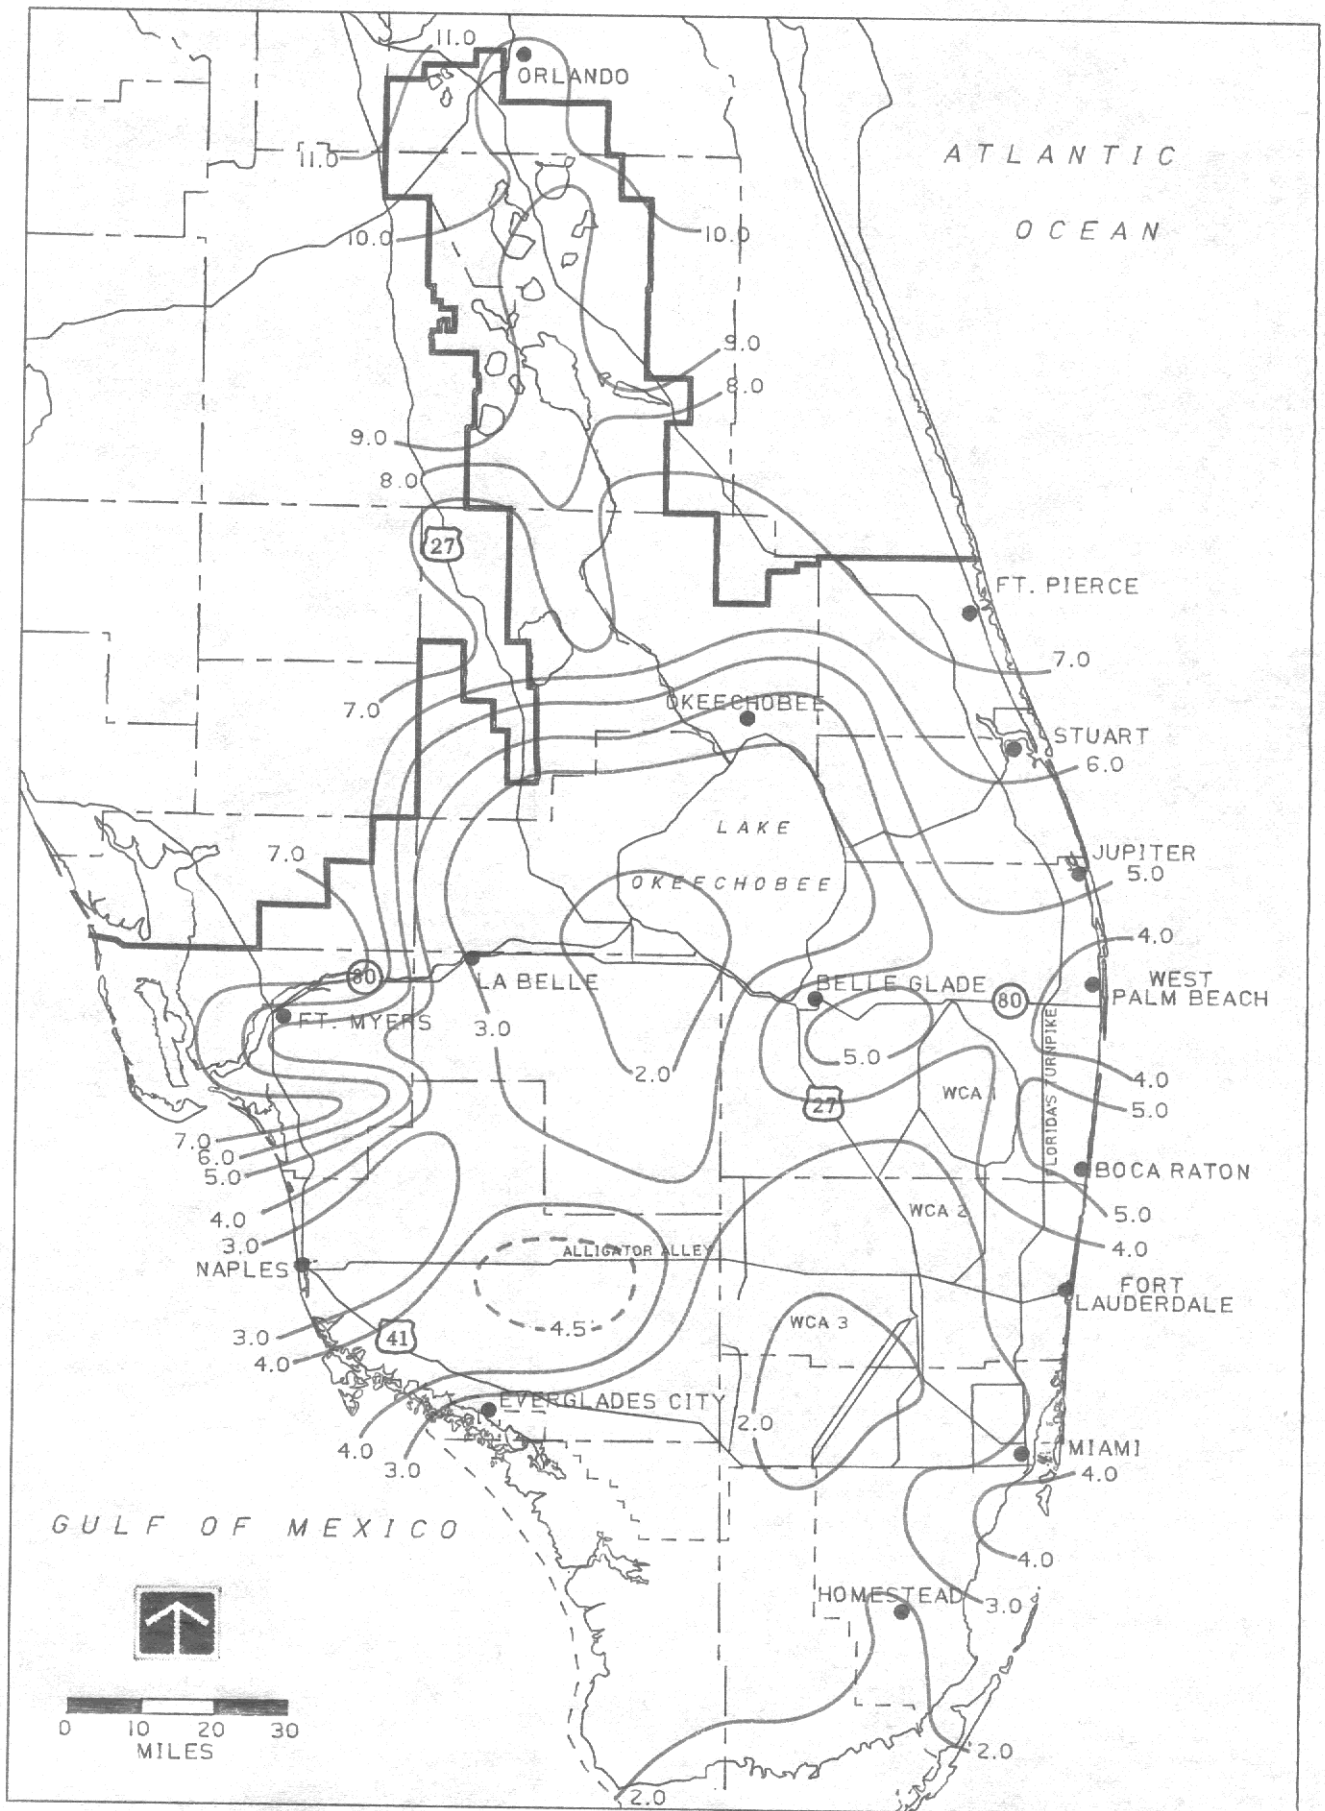 11.0
ORLANDO
ATLANTIC
11.0
OCEAN
10.0
10.0
9.0
8.0
9.0
8.0
27
FT. PIERCE
7.0
7.0
OKEECHOBEE
STUART
6.0
LAKE
7.0
JUPITER
5.0
OKEECHOBEE
4.0
80
LA BELLE
BELLE GLADE
80
WEST
PALM BEACH
FT. MYERS
3.0
5.0
2.0
4.0
27
WCA 1
5.0
FLORIDA'S TURNPIKE
7.0
6.0
5.0
BOCA RATON
4.0
WCA 2
5.0
3.0
4.0
NAPLES
ALLIGATOR ALLEY
FORT
LAUDERDALE
4.5
WCA 3
3.0
41
4.0
EVERGLADES CITY
2.0
4.0
MIAMI
3.0
4.0
GULF OF MEXICO
4.0
HOMESTEAD
3.0
0 10 20 30
MILES
2.0
2.0